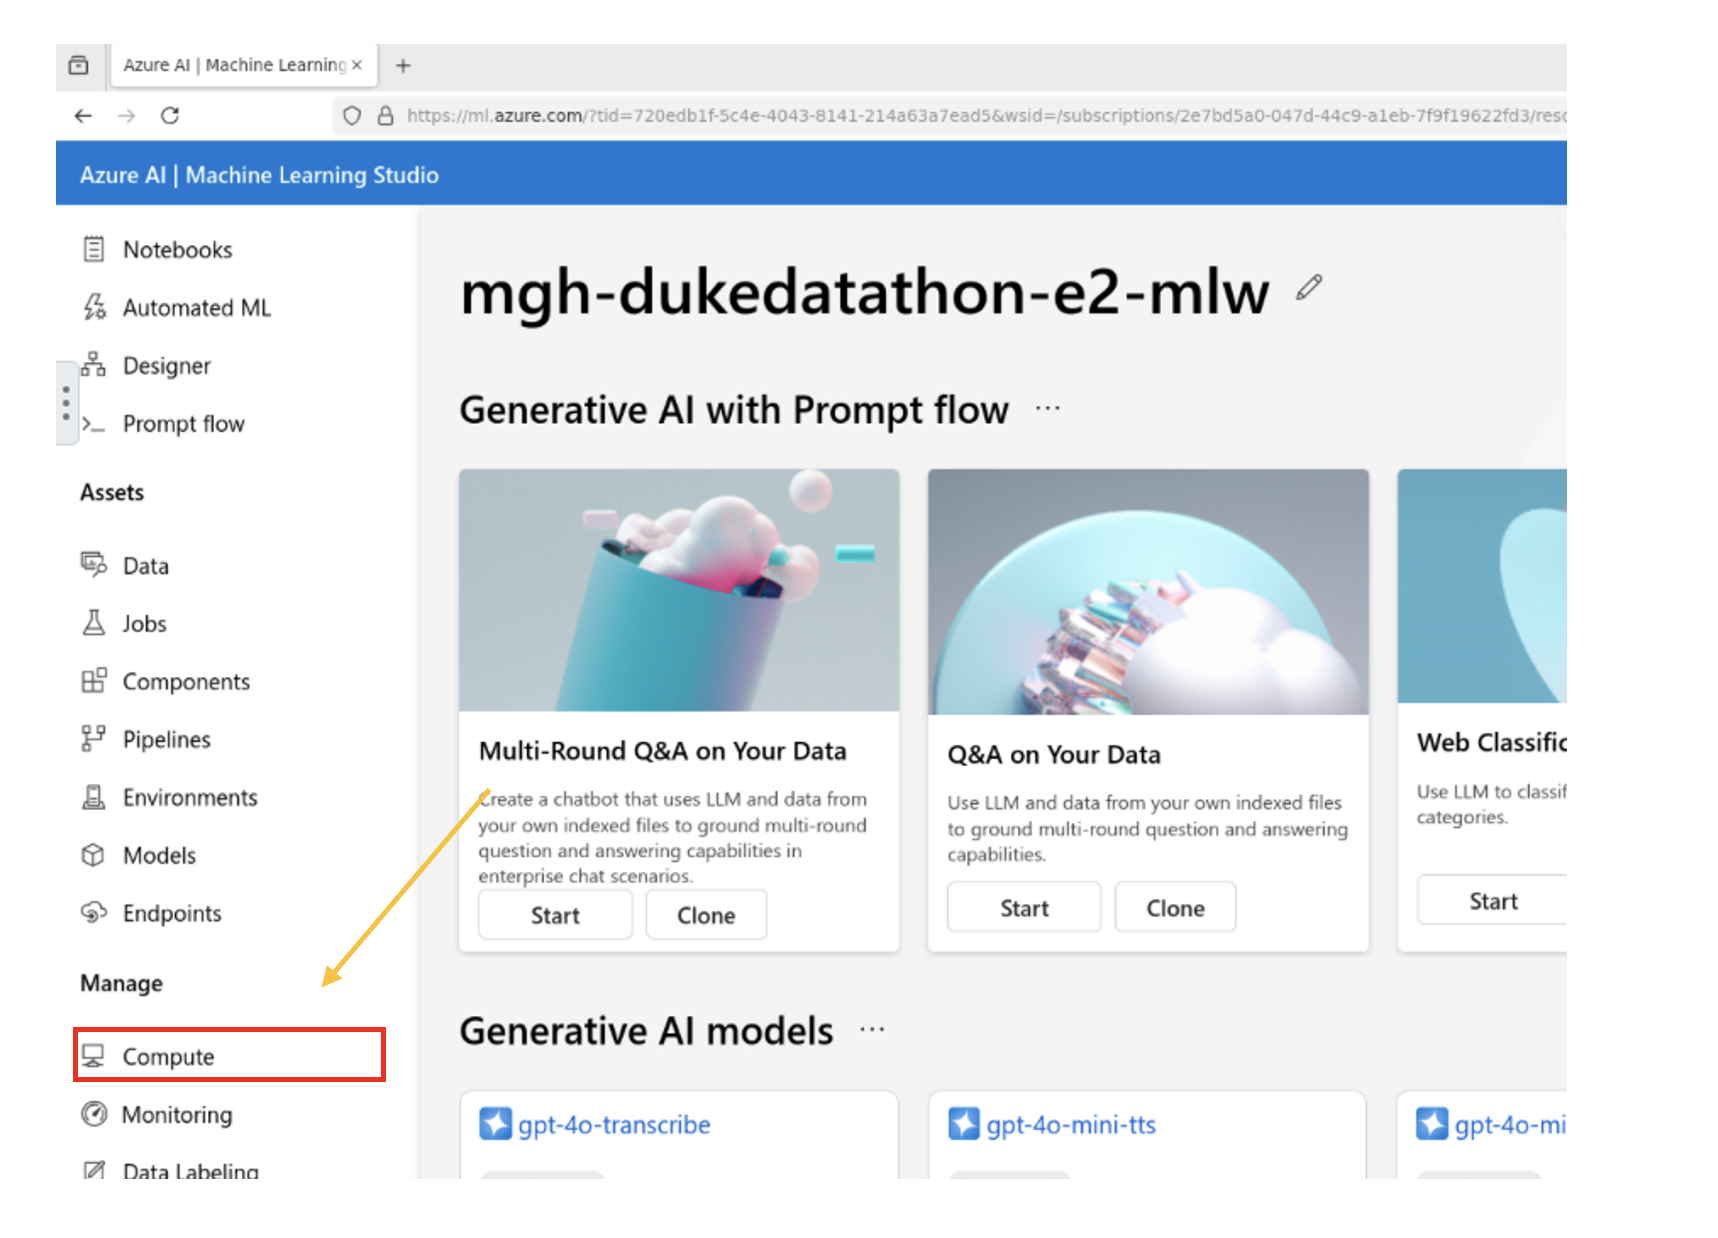 Azure AI | Machine Learning
https://ml.azure.com/?tid=720edb1f-5c4e-4043-8141-214a63a7ead5&wsid=/subscriptions/2e7bd5a0-047d-44c9-a1eb-7f9f19622fd3/reso
Azure AI | Machine Learning Studio
Notebooks
Automated ML
Designer
Prompt flow
Assets
Data
Jobs
Components
Pipelines
Environments
Models
Endpoints
Manage
Compute
Monitoring
Data Labeling
mgh-dukedatathon-e2-mlw
Generative AI with Prompt flow
Multi-Round Q&A on Your Data
Create a chatbot that uses LLM and data from
your own indexed files to ground multi-round
question and answering capabilities in
enterprise chat scenarios.
Start
Clone
Q&A on Your Data
Use LLM and data from your own indexed files
to ground multi-round question and answering
capabilities.
Start
Clone
Web Classific
Use LLM to classif
categories.
Start
Generative AI models
gpt-4o-transcribe
gpt-4o-mini-tts
gpt-4o-mi